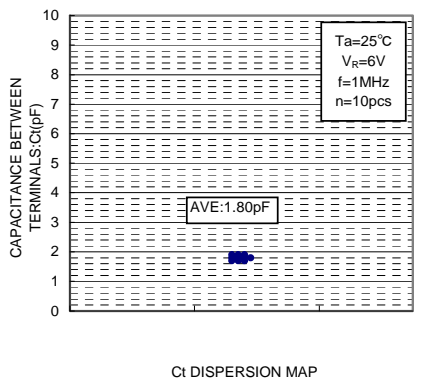 CAPACITANCE BETWEEN
TERMINALS:Ct(pF)
10
9
8
7
6
5
4
3
2
1
0
Ta=25°C
VR=6V
f=1MHz
n=10pcs
AVE:1.80pF
Ct DISPERSION MAP